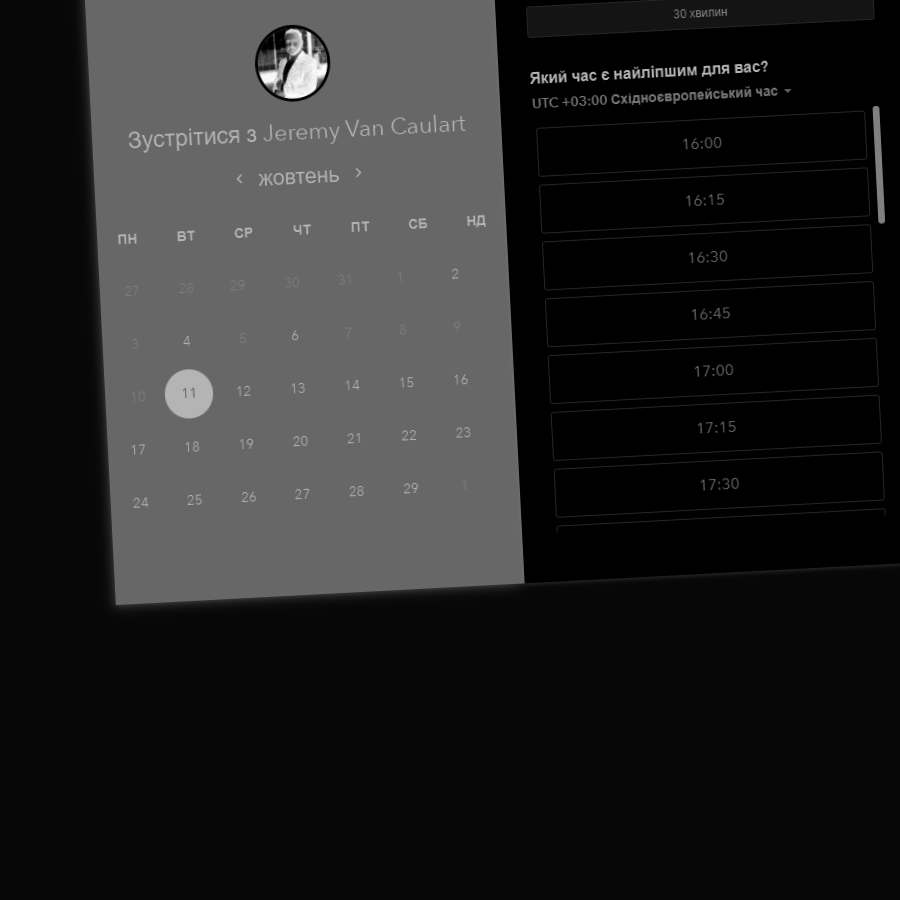 Зустрітися з Jeremy Van Caulart
‹ жовтень ›
ПН ВТ СР ЧТ ПТ СБ НД
27 28 29 30 31 1 2
3 4 5 6 7 8 9
10 11 12 13 14 15 16
17 18 19 20 21 22 23
24 25 26 27 28 29 1
30 хвилин
Який час є найліпшим для вас?
UTC +03:00 Східноєвропейський час
16:00
16:15
16:30
16:45
17:00
17:15
17:30